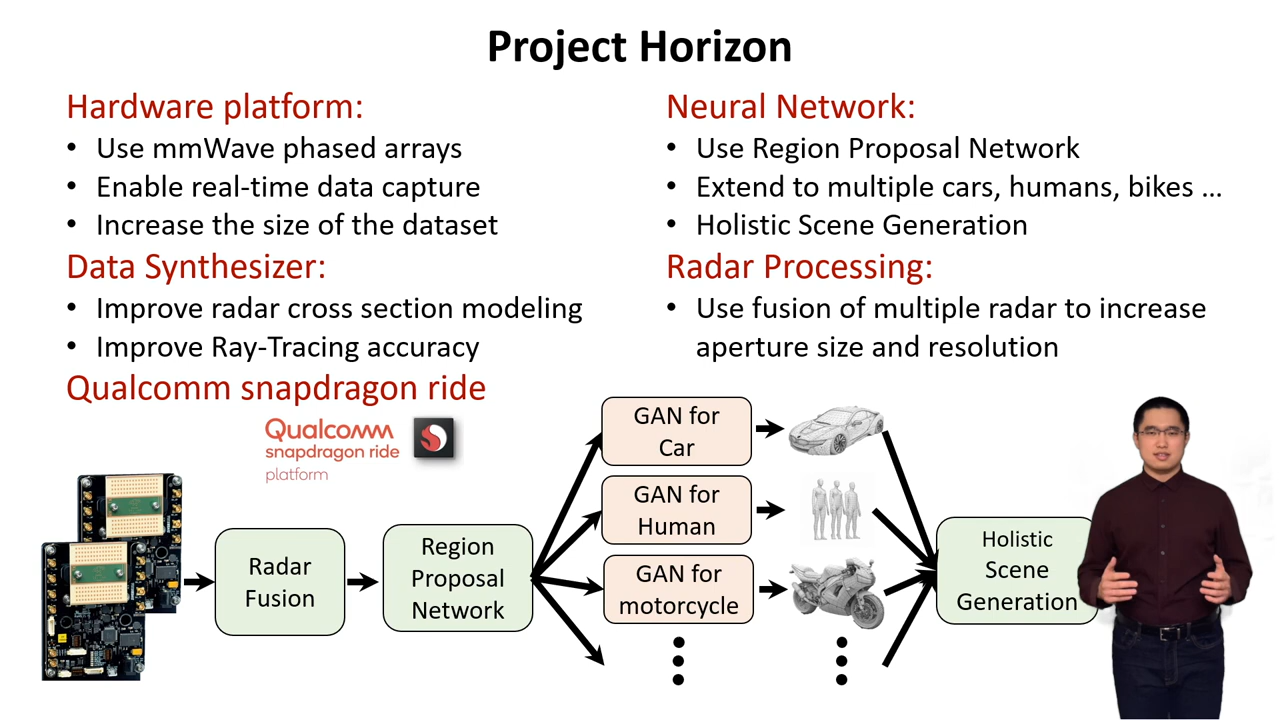 Project Horizon
Hardware platform:
• Use mmWave phased arrays
• Enable real-time data capture
• Increase the size of the dataset
Data Synthesizer:
• Improve radar cross section modeling
• Improve Ray-Tracing accuracy
Qualcomm snapdragon ride
Neural Network:
• Use Region Proposal Network
• Extend to multiple cars, humans, bikes ...
• Holistic Scene Generation
Radar Processing:
• Use fusion of multiple radar to increase
aperture size and resolution
Qualcomm
snapdragon ride
platform
Radar
Fusion
Region
Proposal
Network
GAN for
Car
GAN for
Human
GAN for
motorcycle
Holistic
Scene
Generation